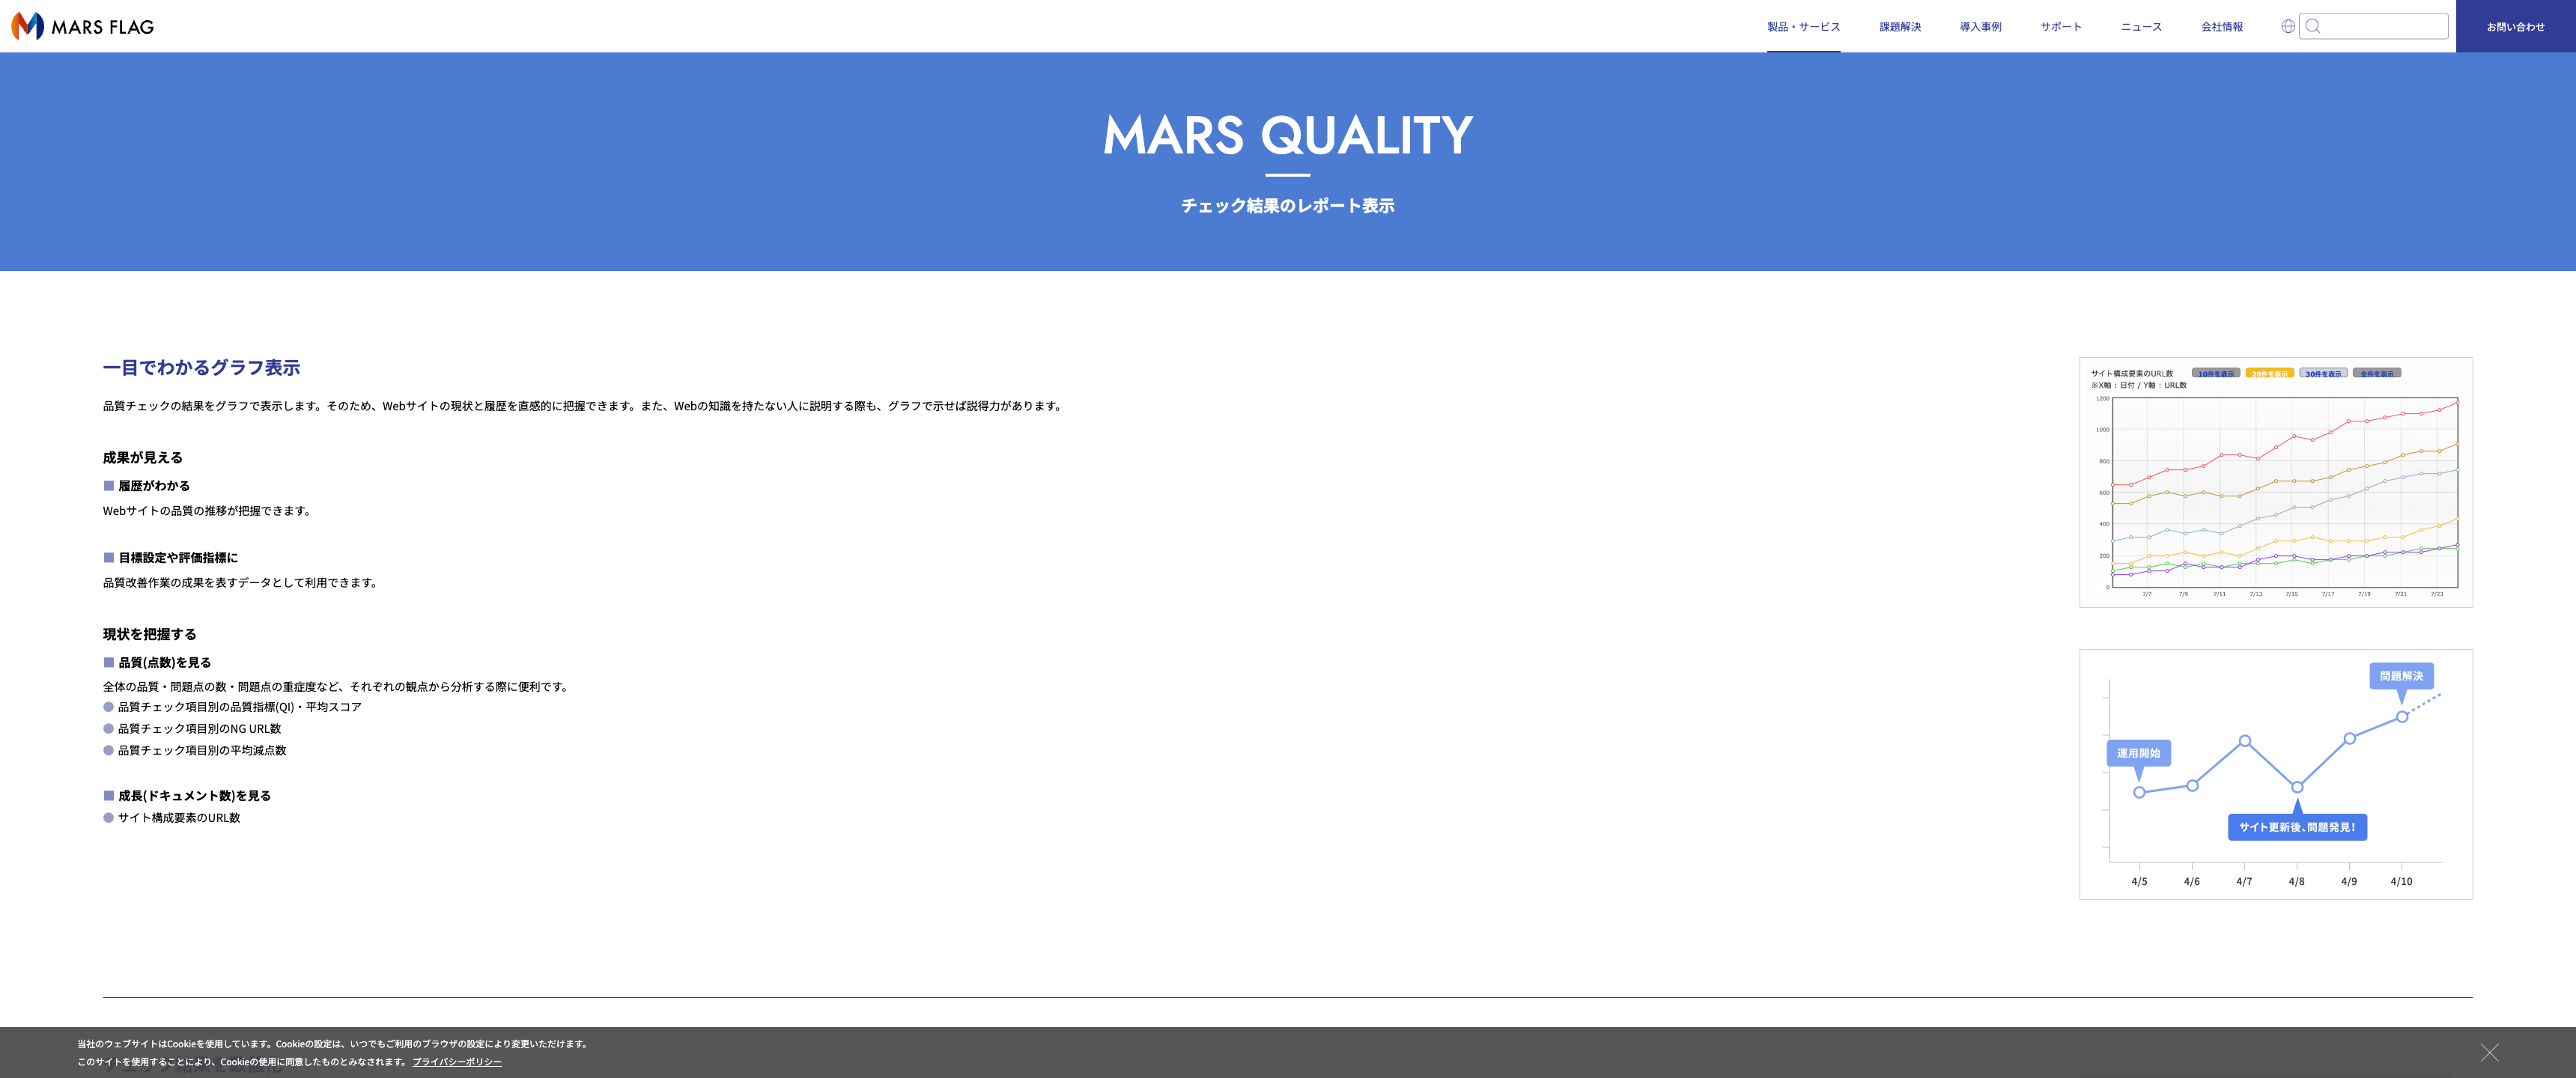 MARS FLAG
製品・サービス
課題解決
導入事例
サポート
ニュース
会社情報
お問い合わせ
MARS QUALITY
チェック結果のレポート表示
一目でわかるグラフ表示
品質チェックの結果をグラフで表示します。そのため、Webサイトの現状と履歴を直感的に把握できます。また、Webの知識を持たない人に説明する際も、グラフで示せば説得力があります。
成果が見える
履歴がわかる
Webサイトの品質の推移が把握できます。
目標設定や評価指標に
品質改善作業の成果を表すデータとして利用できます。
現状を把握する
品質(点数)を見る
全体の品質・問題点の数・問題点の重症度など、それぞれの観点から分析する際に便利です。
品質チェック項目別の品質指標(QI)・平均スコア
品質チェック項目別のNG URL数
品質チェック項目別の平均減点数
成長(ドキュメント数)を見る
サイト構成要素のURL数
サイト構成要素のURL数 10件を表示 20件を表示 30件を表示 全件を表示
※X軸：日付 / Y軸：URL数
1200
1000
800
600
400
200
0
7/7 7/9 7/11 7/13 7/15 7/17 7/19 7/21 7/23
問題解決
運用開始
サイト更新後、問題発見！
4/5 4/6 4/7 4/8 4/9 4/10
当社のウェブサイトはCookieを使用しています。Cookieの設定は、いつでもご利用のブラウザの設定により変更いただけます。
このサイトを使用することにより、Cookieの使用に同意したものとみなされます。 プライバシーポリシー